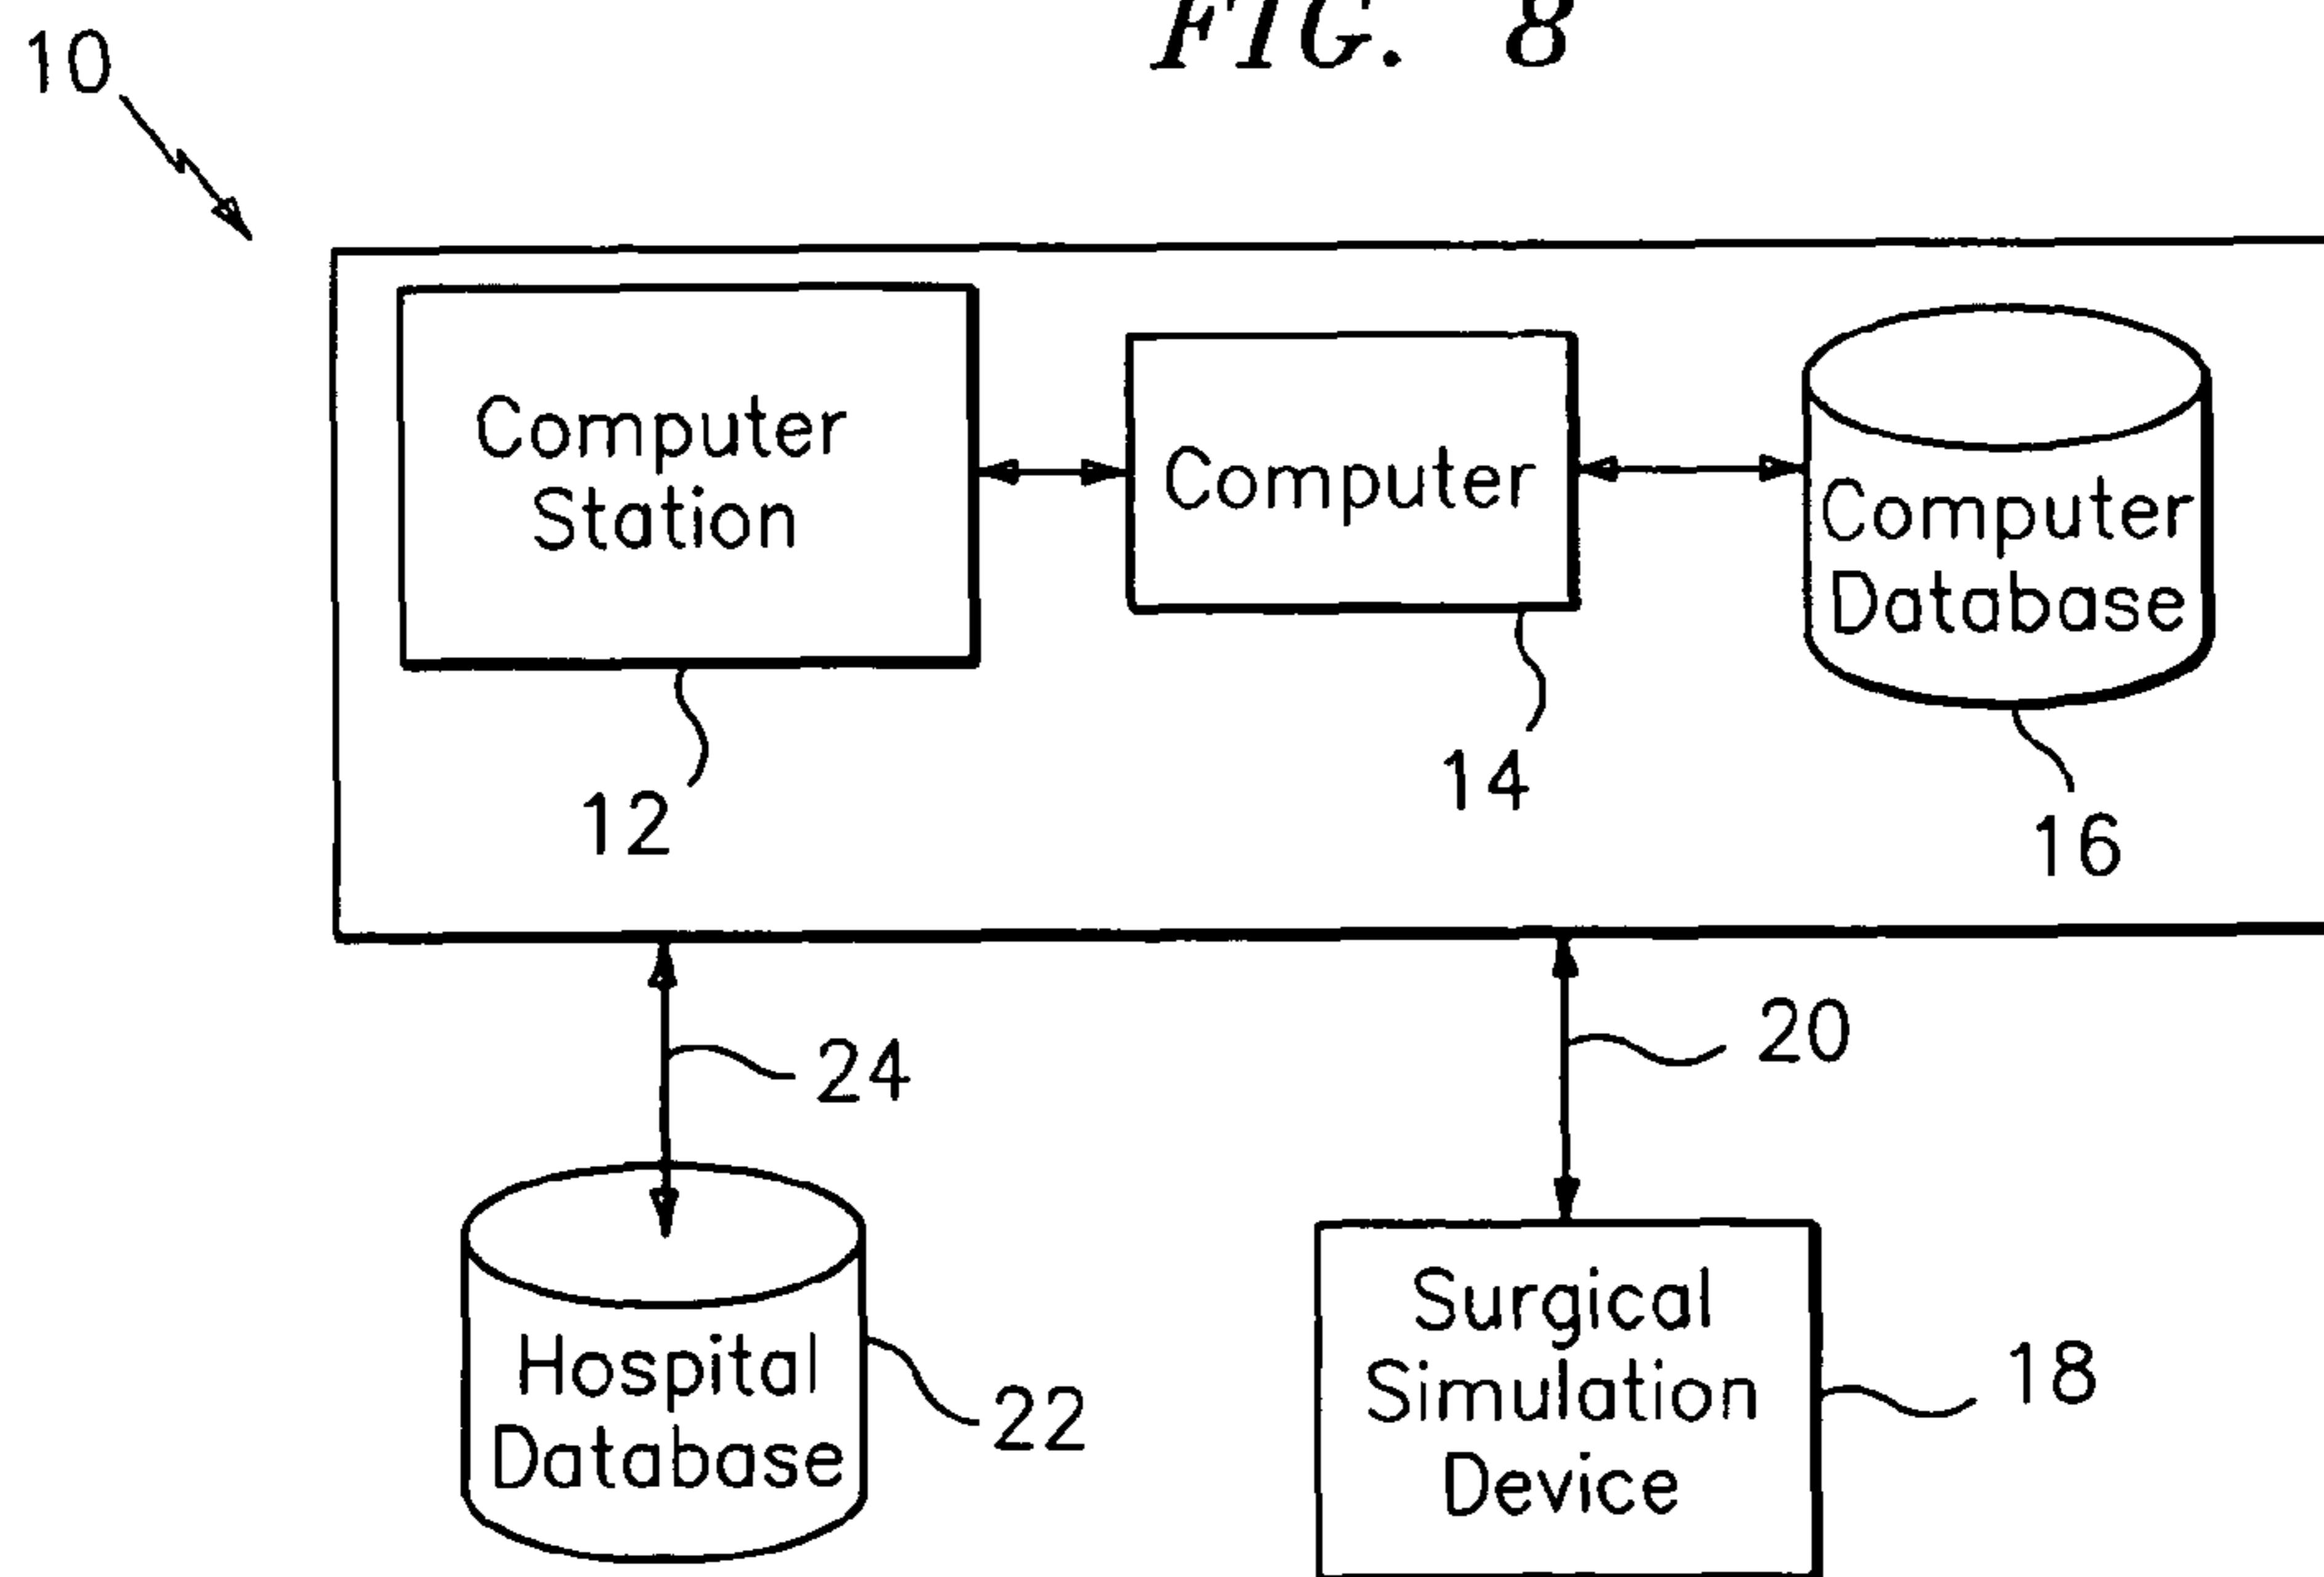 FIG. 8
10
Computer
Station
Computer
Computer
Database
12
14
16
24
20
Hospital
Database
22
Surgical
Simulation
Device
18